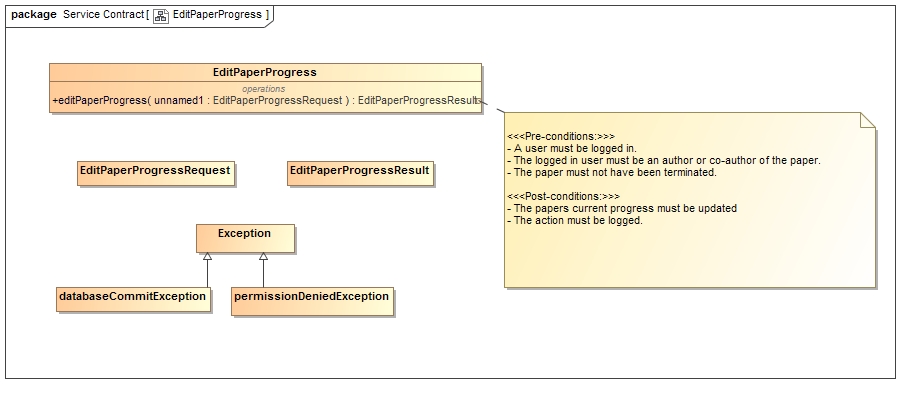 package Service Contract [ EditPaperProgress ]
EditPaperProgress
operations
+editPaperProgress( unnamed1 : EditPaperProgressRequest ) : EditPaperProgressResult
<<<Pre-conditions:>>>
- A user must be logged in.
- The logged in user must be an author or co-author of the paper.
- The paper must not have been terminated.
<<<Post-conditions:>>>
- The papers current progress must be updated
- The action must be logged.
EditPaperProgressRequest
EditPaperProgressResult
Exception
databaseCommitException
permissionDeniedException